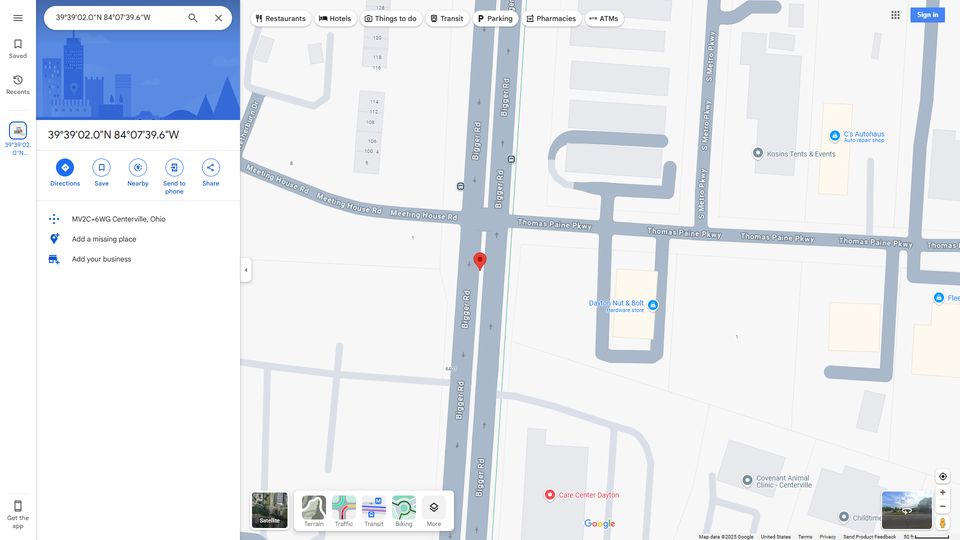 39°39'02.0"N 84°07'39.6"W
Restaurants
Hotels
Things to do
Transit
Parking
Pharmacies
ATMs
Sign in
Saved
Recents
39°39'02.
0"N...
Get the
app
39°39'02.0"N 84°07'39.6"W
Directions
Save
Nearby
Send to
phone
Share
MV2C+6WG Centerville, Ohio
Add a missing place
Add your business
128
120
118
116
114
112
110
108
106
100
4
6
8
1
1
Meeting House Rd
Meeting House Rd
Meeting House Rd
Bigger Rd
Bigger Rd
Bigger Rd
Bigger Rd
Bigger Rd
Bigger Rd
Thomas Paine Pkwy
Thomas Paine Pkwy
Thomas Paine Pkwy
Thomas Paine Pkwy
Thomas
S Metro Pkwy
S Metro Pkwy
S Metro Pkwy
C's Autohaus
Auto repair shop
Kosins Tents & Events
Dayton Nut & Bolt
Hardware store
Care Center Dayton
Covenant Animal
Clinic - Centerville
Satellite
Terrain
Traffic
Transit
Biking
More
Google
Map data ©2025 Google
United States
Terms
Privacy
Send Product Feedback
50 ft